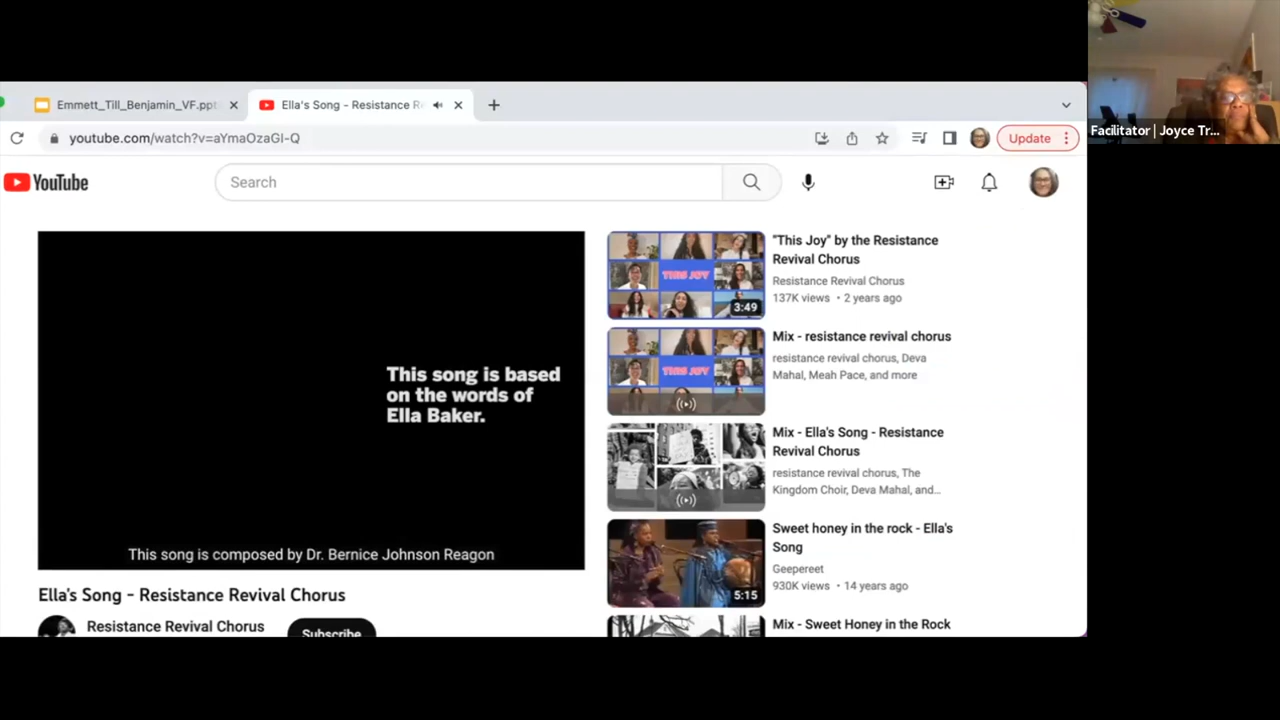 Emmett_Till_Benjamin_VF.ppt
Ella's Song - Resistance R
youtube.com/watch?v=aYmaOzaGI-Q
Update
Facilitator | Joyce Tr...
YouTube
Search
This song is based
on the words of
Ella Baker.
This song is composed by Dr. Bernice Johnson Reagon
Ella's Song - Resistance Revival Chorus
Resistance Revival Chorus
Subscribe
THIS JOY
3:49
"This Joy" by the Resistance
Revival Chorus
Resistance Revival Chorus
137K views • 2 years ago
THIS JOY
Mix - resistance revival chorus
resistance revival chorus, Deva
Mahal, Meah Pace, and more
Mix - Ella's Song - Resistance
Revival Chorus
resistance revival chorus, The
Kingdom Choir, Deva Mahal, and...
5:15
Sweet honey in the rock - Ella's
Song
Geepereet
930K views • 14 years ago
Mix - Sweet Honey in the Rock